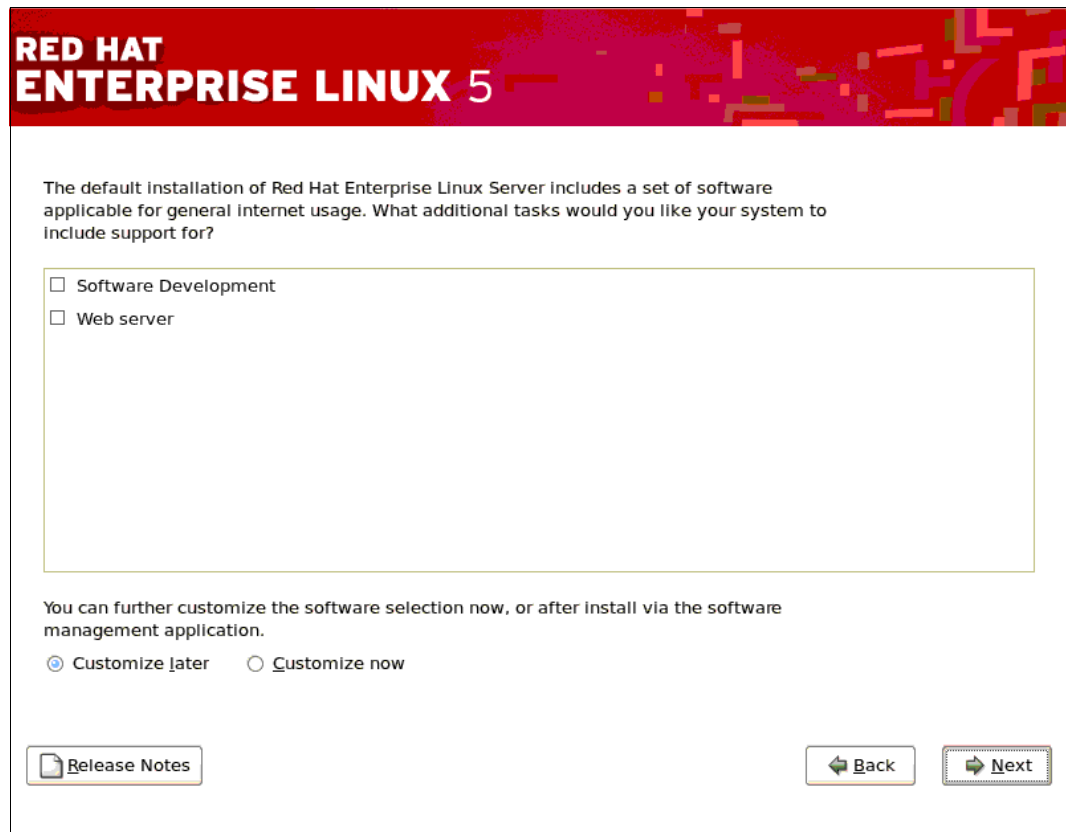 RED HAT
ENTERPRISE LINUX 5
The default installation of Red Hat Enterprise Linux Server includes a set of software
applicable for general internet usage. What additional tasks would you like your system to
include support for?
Software Development
Web server
You can further customize the software selection now, or after install via the software
management application.
Customize later
Customize now
Release Notes
Back
Next